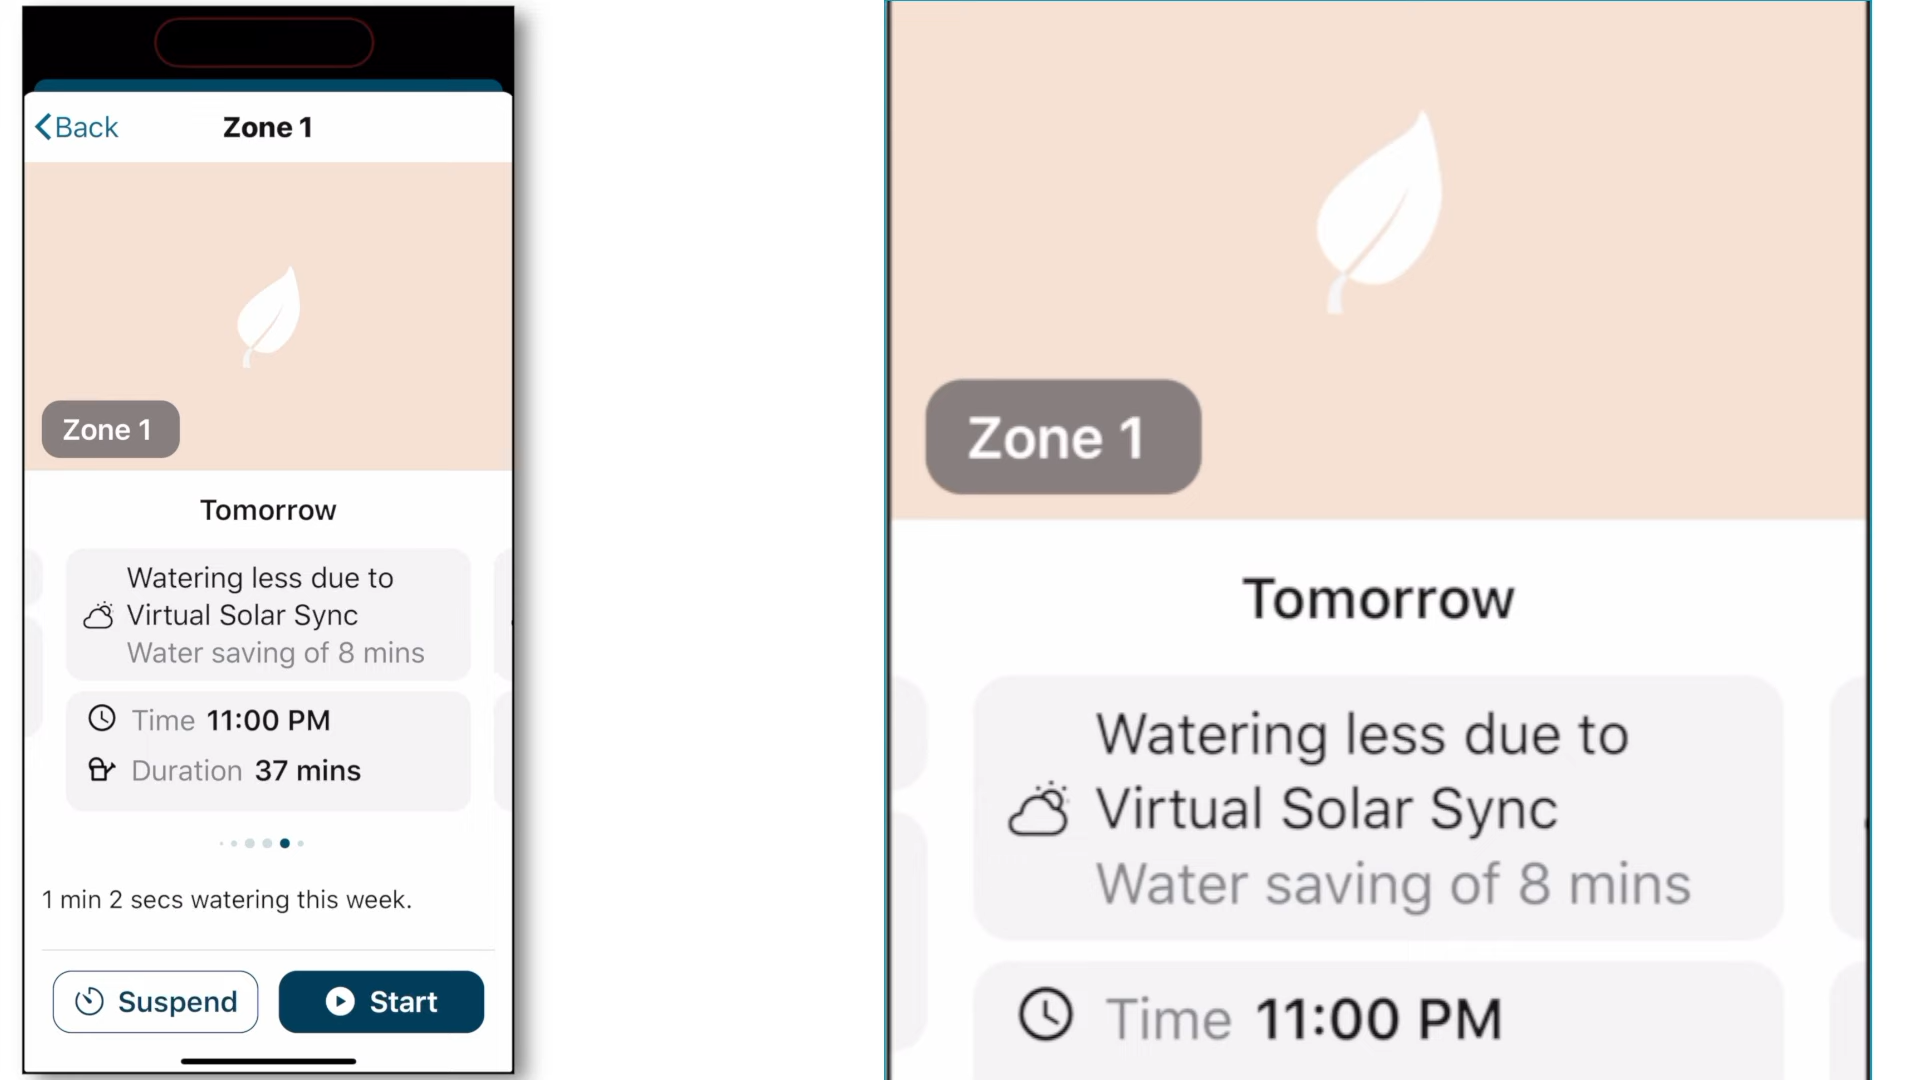 Back
Zone 1
Zone 1
Tomorrow
Watering less due to
Virtual Solar Sync
Water saving of 8 mins
Time 11:00 PM
Duration 37 mins
1 min 2 secs watering this week.
Suspend
Start
Zone 1
Tomorrow
Watering less due to
Virtual Solar Sync
Water saving of 8 mins
Time 11:00 PM